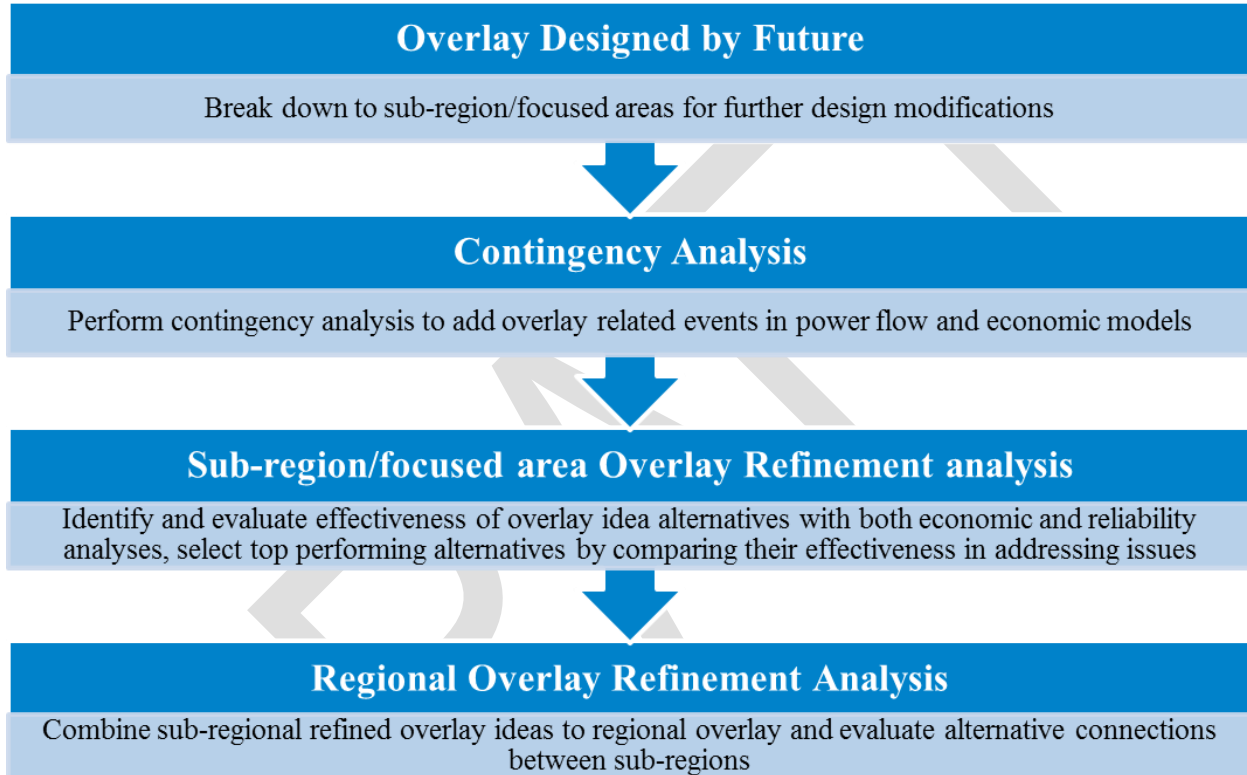 Overlay Designed by Future
Break down to sub-region/focused areas for further design modifications
Contingency Analysis
Perform contingency analysis to add overlay related events in power flow and economic models
Sub-region/focused area Overlay Refinement analysis
Identify and evaluate effectiveness of overlay idea alternatives with both economic and reliability
analyses, select top performing alternatives by comparing their effectiveness in addressing issues
Regional Overlay Refinement Analysis
Combine sub-regional refined overlay ideas to regional overlay and evaluate alternative connections
between sub-regions